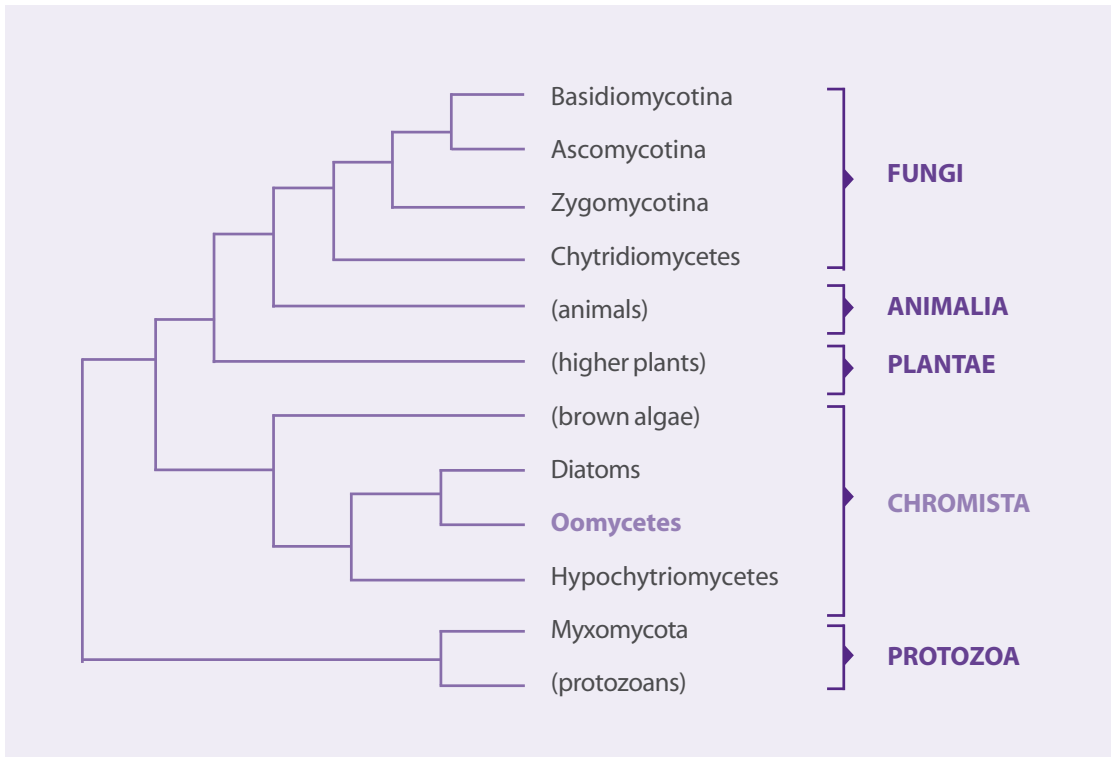 Basidiomycotina
Ascomycotina
Zygomycotina
Chytridiomycetes
FUNGI
(animals)
ANIMALIA
(higher plants)
PLANTAE
(brown algae)
Diatoms
Oomycetes
Hypochytriomycetes
CHROMISTA
Myxomycota
(protozoans)
PROTOZOA